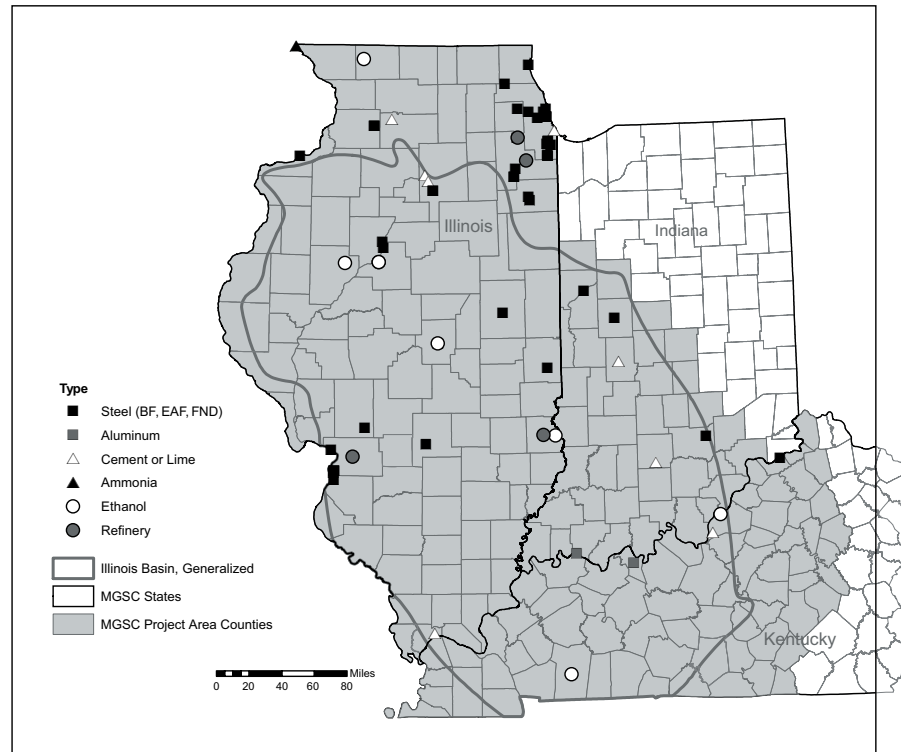 Illinois
Indiana
Type
Steel (BF, EAF, FND)
Aluminum
Cement or Lime
Ammonia
Ethanol
Refinery
Illinois Basin, Generalized
MGSC States
MGSC Project Area Counties
Kentucky
Miles
0 20 40 60 80